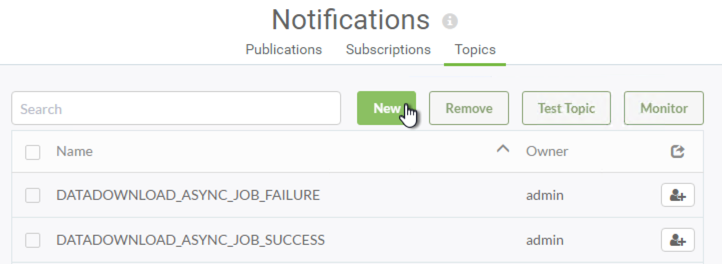 Notifications
Publications Subscriptions Topics
Search New Remove Test Topic Monitor
Name Owner
DATADOWNLOAD_ASYNC_JOB_FAILURE admin
DATADOWNLOAD_ASYNC_JOB_SUCCESS admin